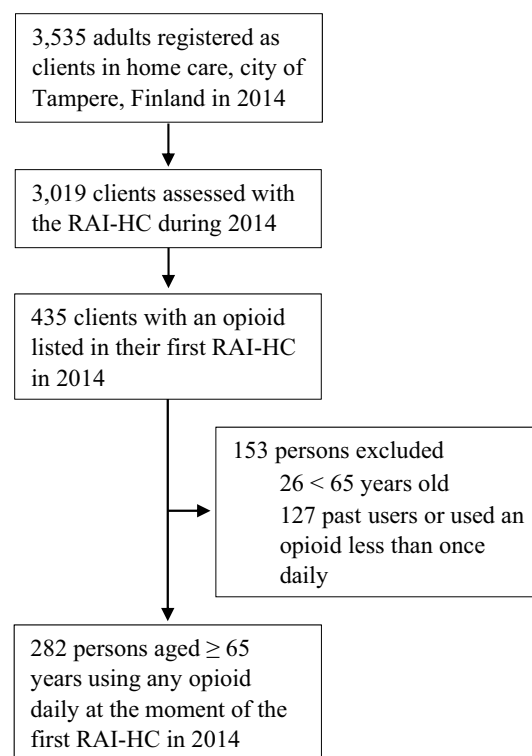 3,535 adults registered as
clients in home care, city of
Tampere, Finland in 2014
3,019 clients assessed with
the RAI-HC during 2014
435 clients with an opioid
listed in their first RAI-HC
in 2014
153 persons excluded
26 < 65 years old
127 past users or used an
opioid less than once
daily
282 persons aged ≥ 65
years using any opioid
daily at the moment of the
first RAI-HC in 2014